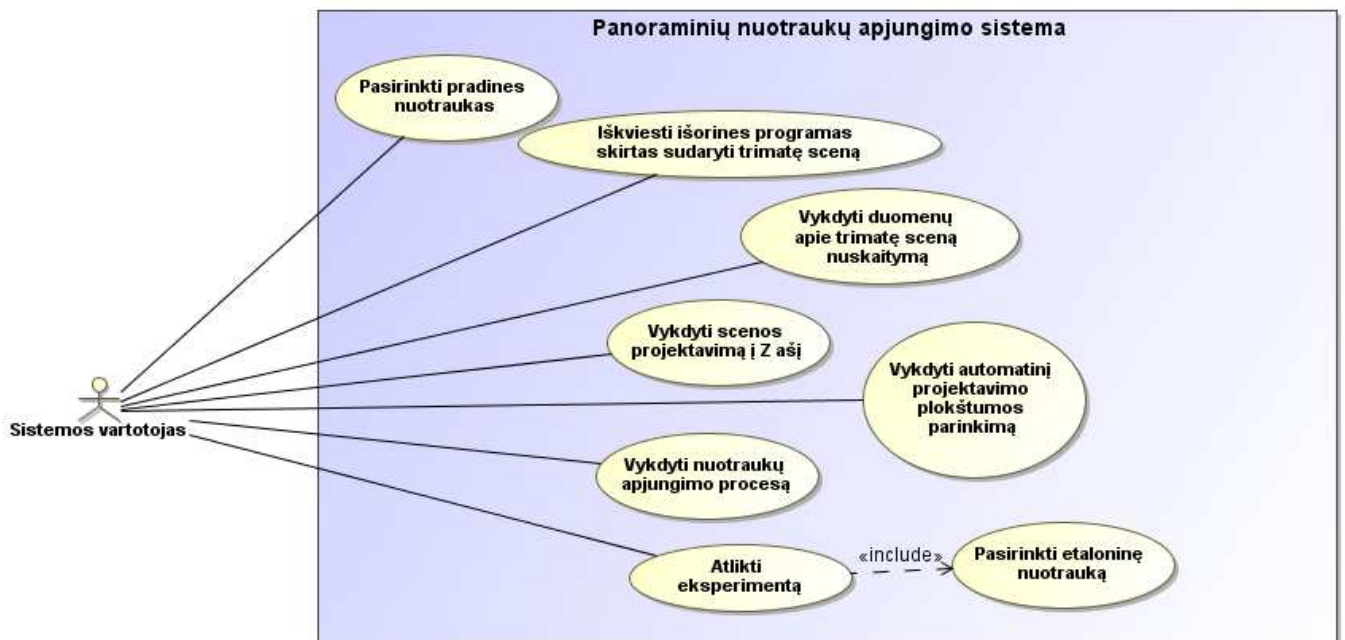 Panoraminių nuotraukų apjungimo sistema
Pasirinkti pradines
nuotraukas
Iškviesti išorines programas
skirtas sudaryti trimatę sceną
Vykdyti duomenų
apie trimatę sceną
nuskaitymą
Vykdyti scenos
projektavimą į Z ašį
Vykdyti automatinį
projektavimo
plokštumos
parinkimą
Sistemos vartotojas
Vykdyti nuotraukų
apjungimo procesą
Atlikti
eksperimentą
«include»
Pasirinkti etaloninę
nuotrauką